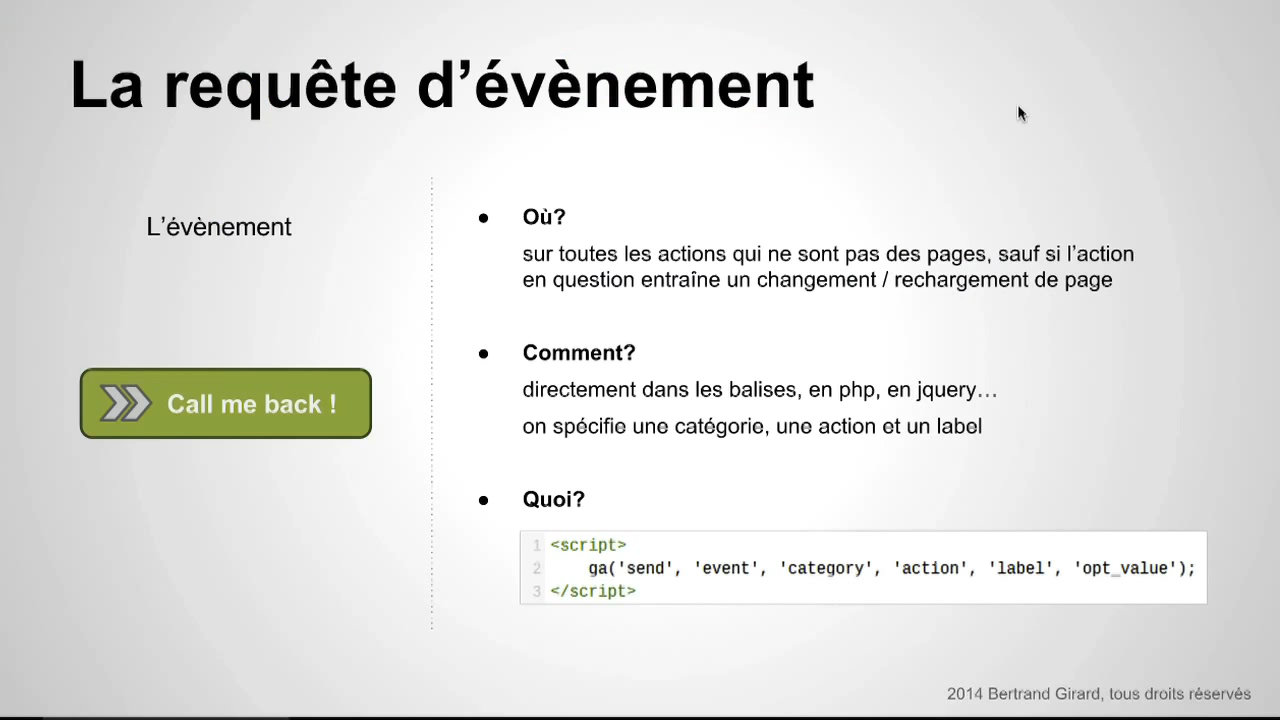 La requête d’évènement
L’évènement
Call me back !
● Où?
sur toutes les actions qui ne sont pas des pages, sauf si l’action
en question entraîne un changement / rechargement de page
● Comment?
directement dans les balises, en php, en jquery…
on spécifie une catégorie, une action et un label
● Quoi?
1 <script>
2 ga('send', 'event', 'category', 'action', 'label', 'opt_value');
3 </script>
2014 Bertrand Girard, tous droits réservés